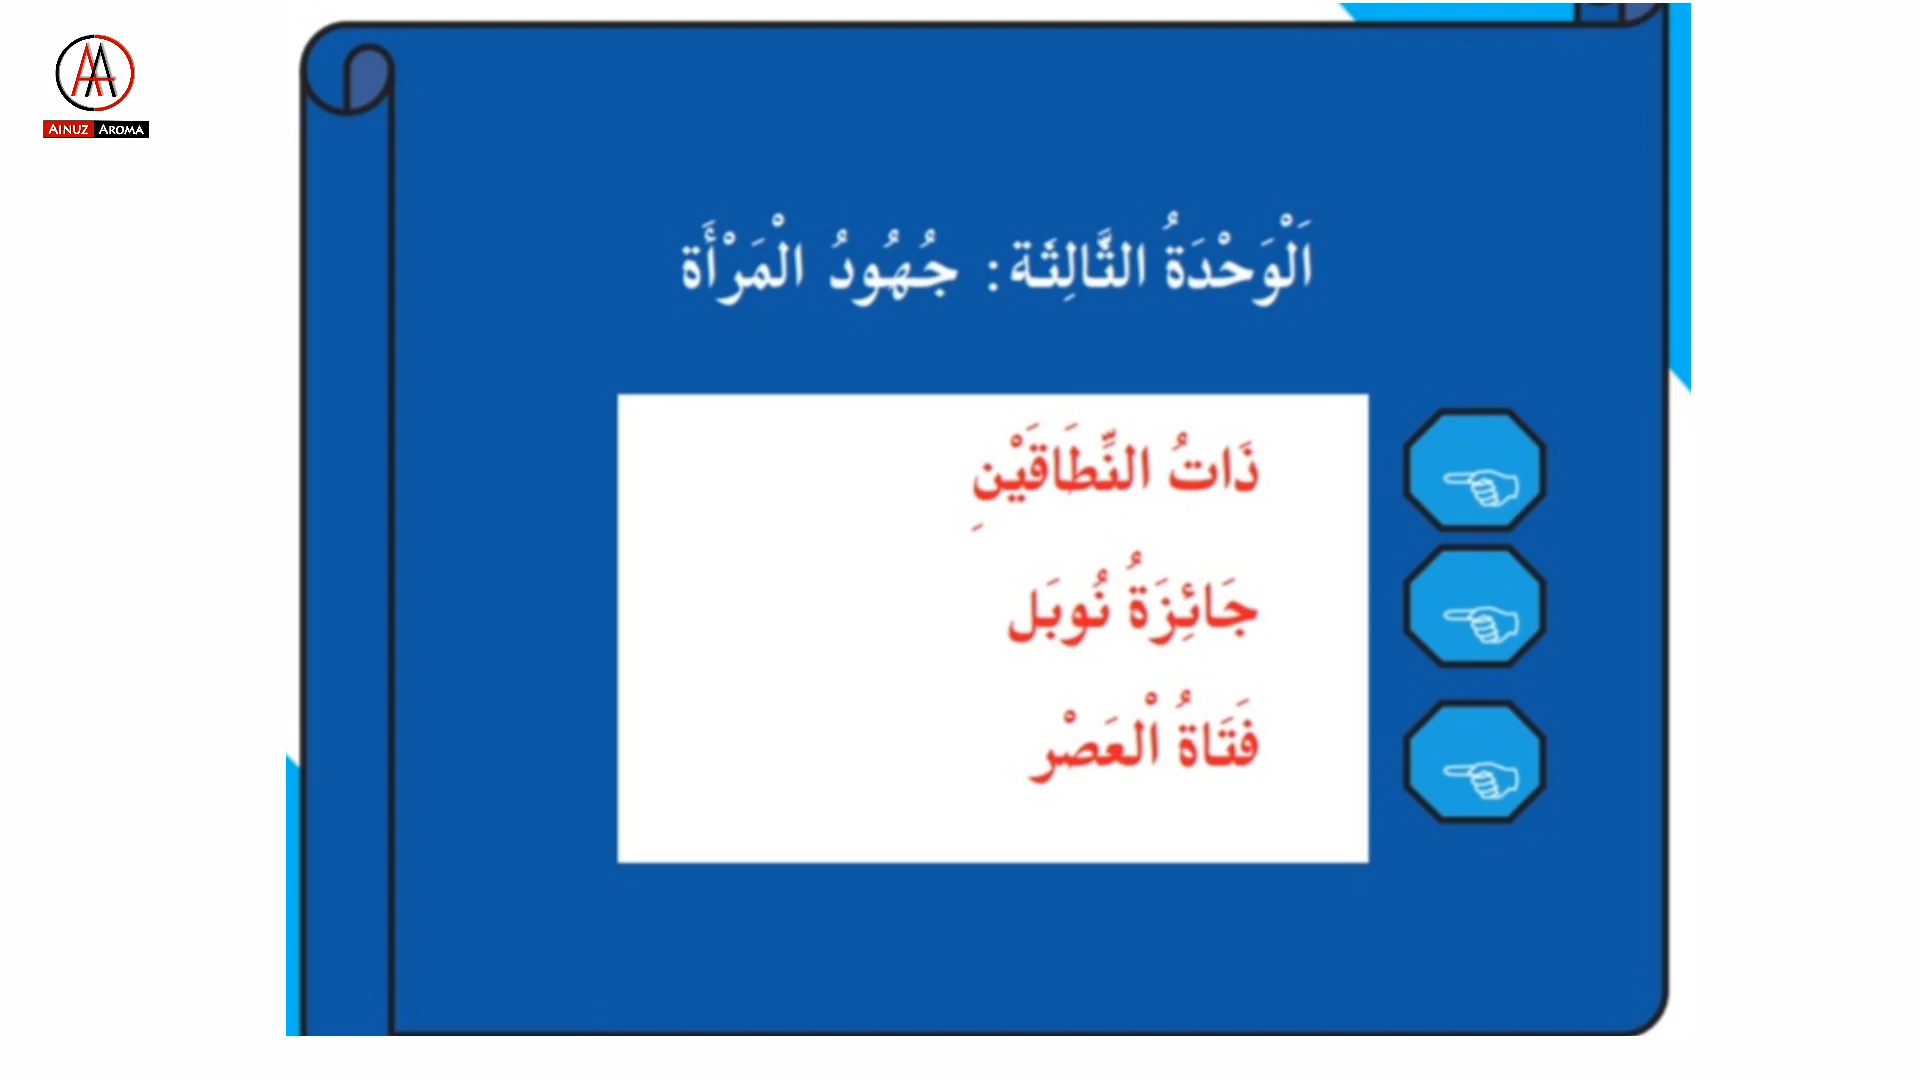 AINUZ AROMA
اَلْوَحْدَةُ الثَّالِثَة: جُهُودُ الْمَرْأَة
ذَاتُ النِّطَاقَيْنِ
جَائِزَةُ نُوبَل
فَتَاةُ الْعَصْر